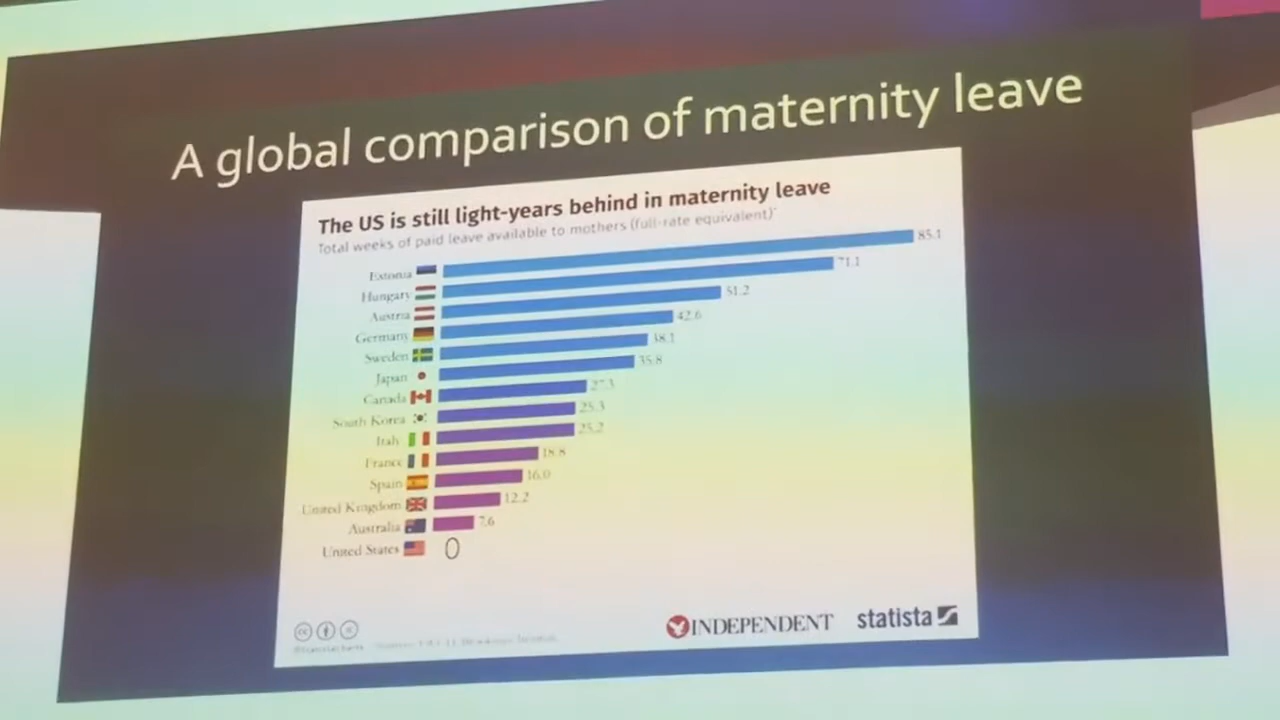 A global comparison of maternity leave
The US is still light-years behind in maternity leave
Total weeks of paid leave available to mothers (full-rate equivalent)*
Estonia 85.1
Hungary 71.1
Austria 51.2
Germany 42.6
Sweden 38.1
Japan 35.8
Canada 27.3
South Korea 25.3
Italy 25.2
France 18.8
Spain 16.0
United Kingdom 12.2
Australia 7.6
United States 0
INDEPENDENT statista